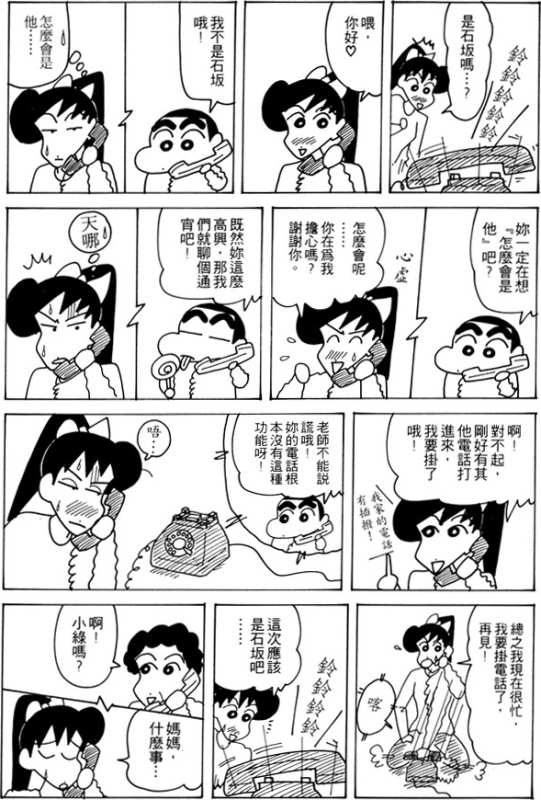 鈴鈴鈴鈴鈴
是石坂嗎…?
喂，
你好♡
我不是石坂
哦！
怎麼會是
他……
妳一定在想
『怎麼會是
他』吧？
心虛
怎麼會呢
……
你在為我
擔心嗎？
謝謝你。
既然妳這麼
高興，那我
們就聊個通
宵吧！
天哪
啊！
對不起，
剛好有其
他電話打
進來，
我要掛了
哦！
我家的電話
有插撥！
老師不能說
謊哦！
妳的電話根
本沒有這種
功能呀！
唔…
總之我現在很忙，
我要掛電話了，
再見！
喀
鈴鈴鈴鈴
這次應該
是石坂吧
……
啊！
小綠嗎？
媽媽，
什麼事…